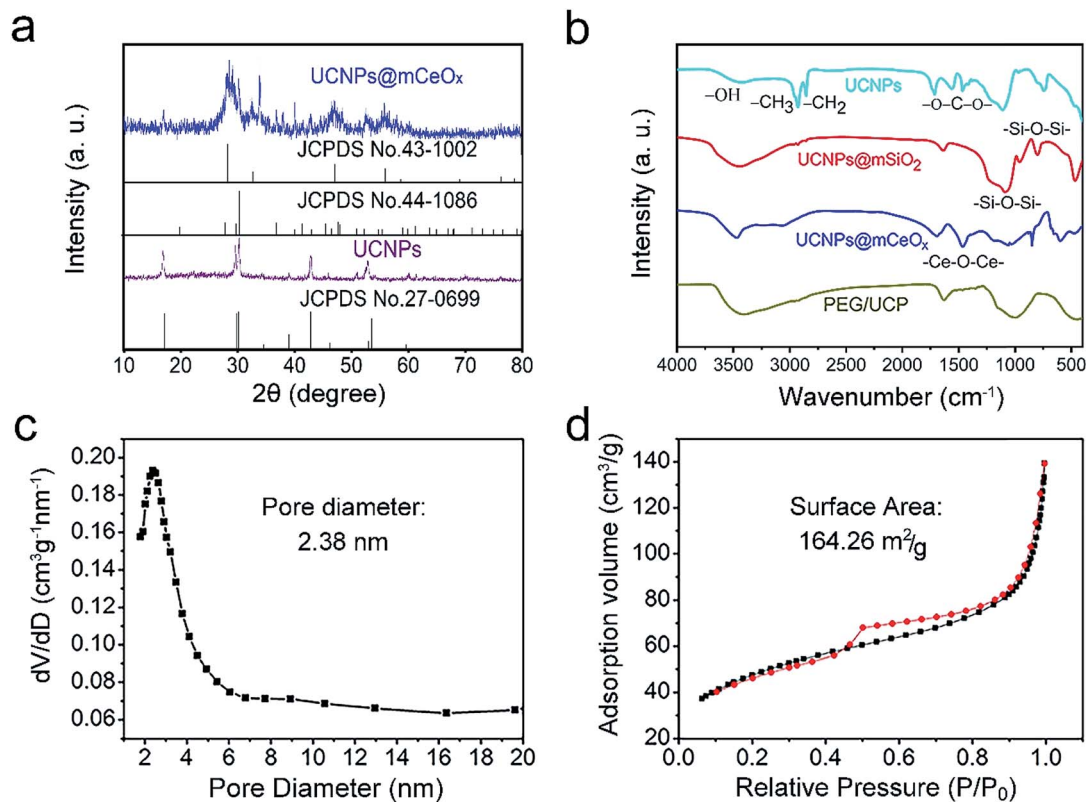 a
Intensity (a. u.)
UCNPs@mCeOₓ
JCPDS No.43-1002
JCPDS No.44-1086
UCNPs
JCPDS No.27-0699
10 20 30 40 50 60 70 80
2θ (degree)
b
Intensity (a. u.)
–OH
–CH3
–CH2
UCNPs
–O–C–O–
-Si-O-Si-
UCNPs@mSiO₂
-Si-O-Si-
UCNPs@mCeOₓ
-Ce-O-Ce-
PEG/UCP
4000 3500 3000 2500 2000 1500 1000 500
Wavenumber (cm⁻¹)
c
dV/dD (cm³g⁻¹nm⁻¹)
0.20
0.18
0.16
0.14
0.12
0.10
0.08
0.06
Pore diameter:
2.38 nm
2 4 6 8 10 12 14 16 18 20
Pore Diameter (nm)
d
Adsorption volume (cm³/g)
140
120
100
80
60
40
20
Surface Area:
164.26 m²/g
0.0 0.2 0.4 0.6 0.8 1.0
Relative Pressure (P/P₀)